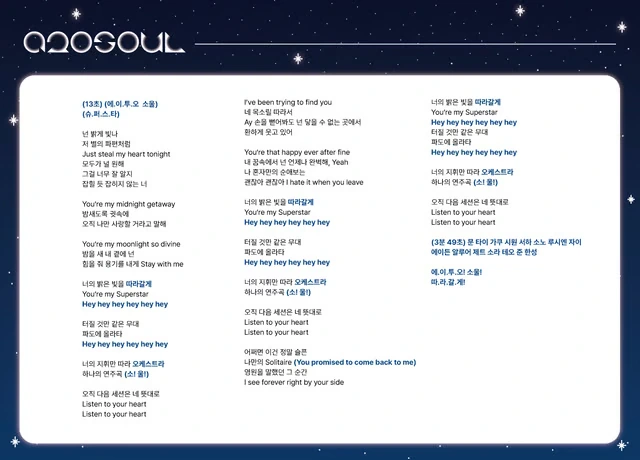 A2OSOUL
(13초) (에.이.투.오 소울)
(슈.퍼.스.타)
넌 밝게 빛나
저 별의 파편처럼
Just steal my heart tonight
모두가 널 원해
그걸 너무 잘 알지
잡힐 듯 잡히지 않는 너
You're my midnight getaway
밤새도록 귓속에
오직 나만 사랑할 거라고 말해
You're my moonlight so divine
밤을 새 내 곁에 넌
힘을 줘 용기를 내게 Stay with me
너의 밝은 빛을 따라갈게
You're my Superstar
Hey hey hey hey hey hey
터질 것만 같은 무대
파도에 올라타
Hey hey hey hey hey hey
너의 지휘만 따라 오케스트라
하나의 연주곡 (소! 울!)
오직 다음 세션은 네 뜻대로
Listen to your heart
Listen to your heart
I've been trying to find you
네 목소릴 따라서
Ay 손을 뻗어봐도 넌 닿을 수 없는 곳에서
환하게 웃고 있어
You're that happy ever after fine
내 꿈속에서 넌 언제나 완벽해, Yeah
나 혼자만의 순애보는
괜찮아 괜찮아 I hate it when you leave
너의 밝은 빛을 따라갈게
You're my Superstar
Hey hey hey hey hey hey
터질 것만 같은 무대
파도에 올라타
Hey hey hey hey hey hey
너의 지휘만 따라 오케스트라
하나의 연주곡 (소! 울!)
오직 다음 세션은 네 뜻대로
Listen to your heart
Listen to your heart
어쩌면 이건 정말 슬픈
나만의 Solitaire (You promised to come back to me)
영원을 말했던 그 순간
I see forever right by your side
너의 밝은 빛을 따라갈게
You're my Superstar
Hey hey hey hey hey hey
터질 것만 같은 무대
파도에 올라타
Hey hey hey hey hey hey
너의 지휘만 따라 오케스트라
하나의 연주곡 (소! 울!)
오직 다음 세션은 네 뜻대로
Listen to your heart
Listen to your heart
(3분 49초) 문 타이 가쿠 시원 서하 소노 루시엔 자이
에이든 알루어 제트 소라 테오 준 한성
에.이.투.오! 소울!
따.라.갈.게!